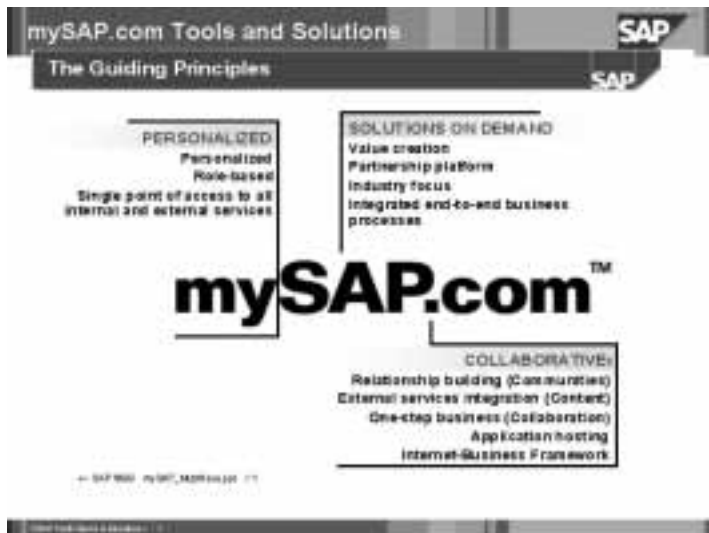 mySAP.com Tools and Solutions
SAP
The Guiding Principles
SAP
PERSONALIZED
Personalized
Role-based
Single point of access to all
internal and external services
SOLUTIONS ON DEMAND
Value creation
Partnership platform
Industry focus
Integrated end-to-end business
processes
mySAP.com™
COLLABORATIVE:
Relationship building (Communities)
External services integration (Content)
One-step business (Collaboration)
Application hosting
Internet-Business Framework